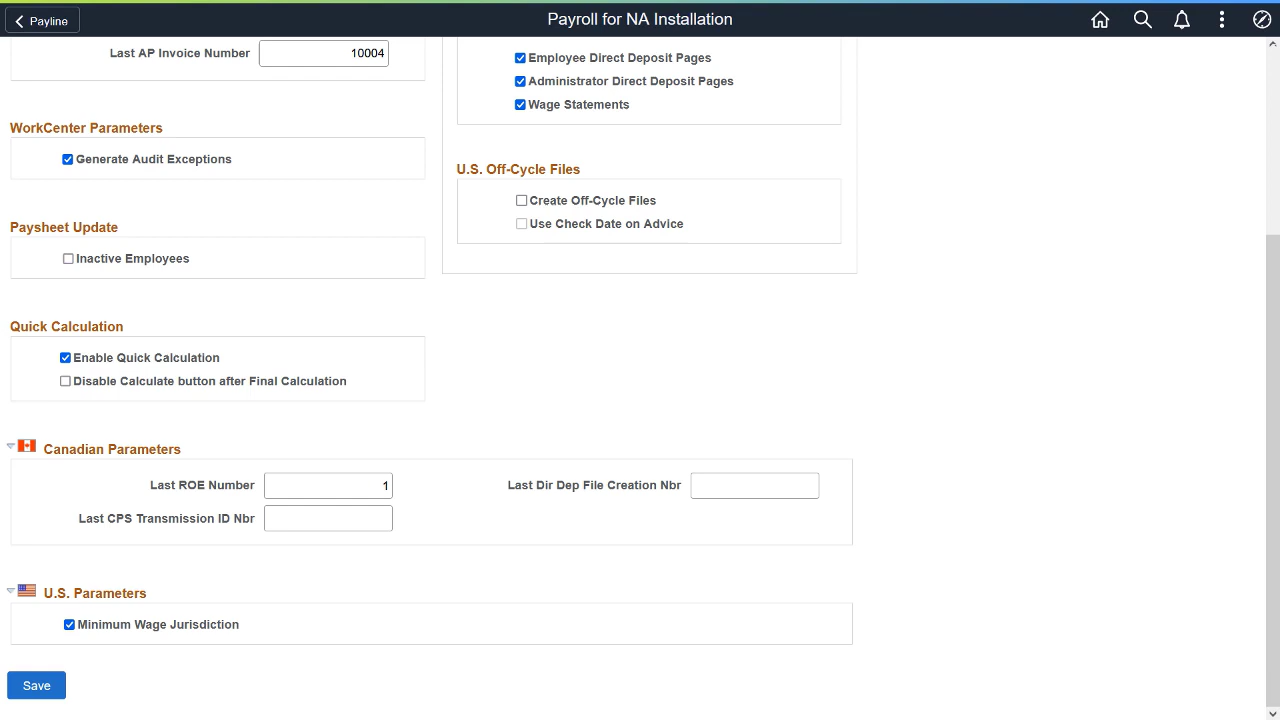 Payline
Payroll for NA Installation
Last AP Invoice Number 10004
Employee Direct Deposit Pages
Administrator Direct Deposit Pages
Wage Statements
WorkCenter Parameters
Generate Audit Exceptions
U.S. Off-Cycle Files
Create Off-Cycle Files
Use Check Date on Advice
Paysheet Update
Inactive Employees
Quick Calculation
Enable Quick Calculation
Disable Calculate button after Final Calculation
Canadian Parameters
Last ROE Number 1 Last Dir Dep File Creation Nbr
Last CPS Transmission ID Nbr
U.S. Parameters
Minimum Wage Jurisdiction
Save